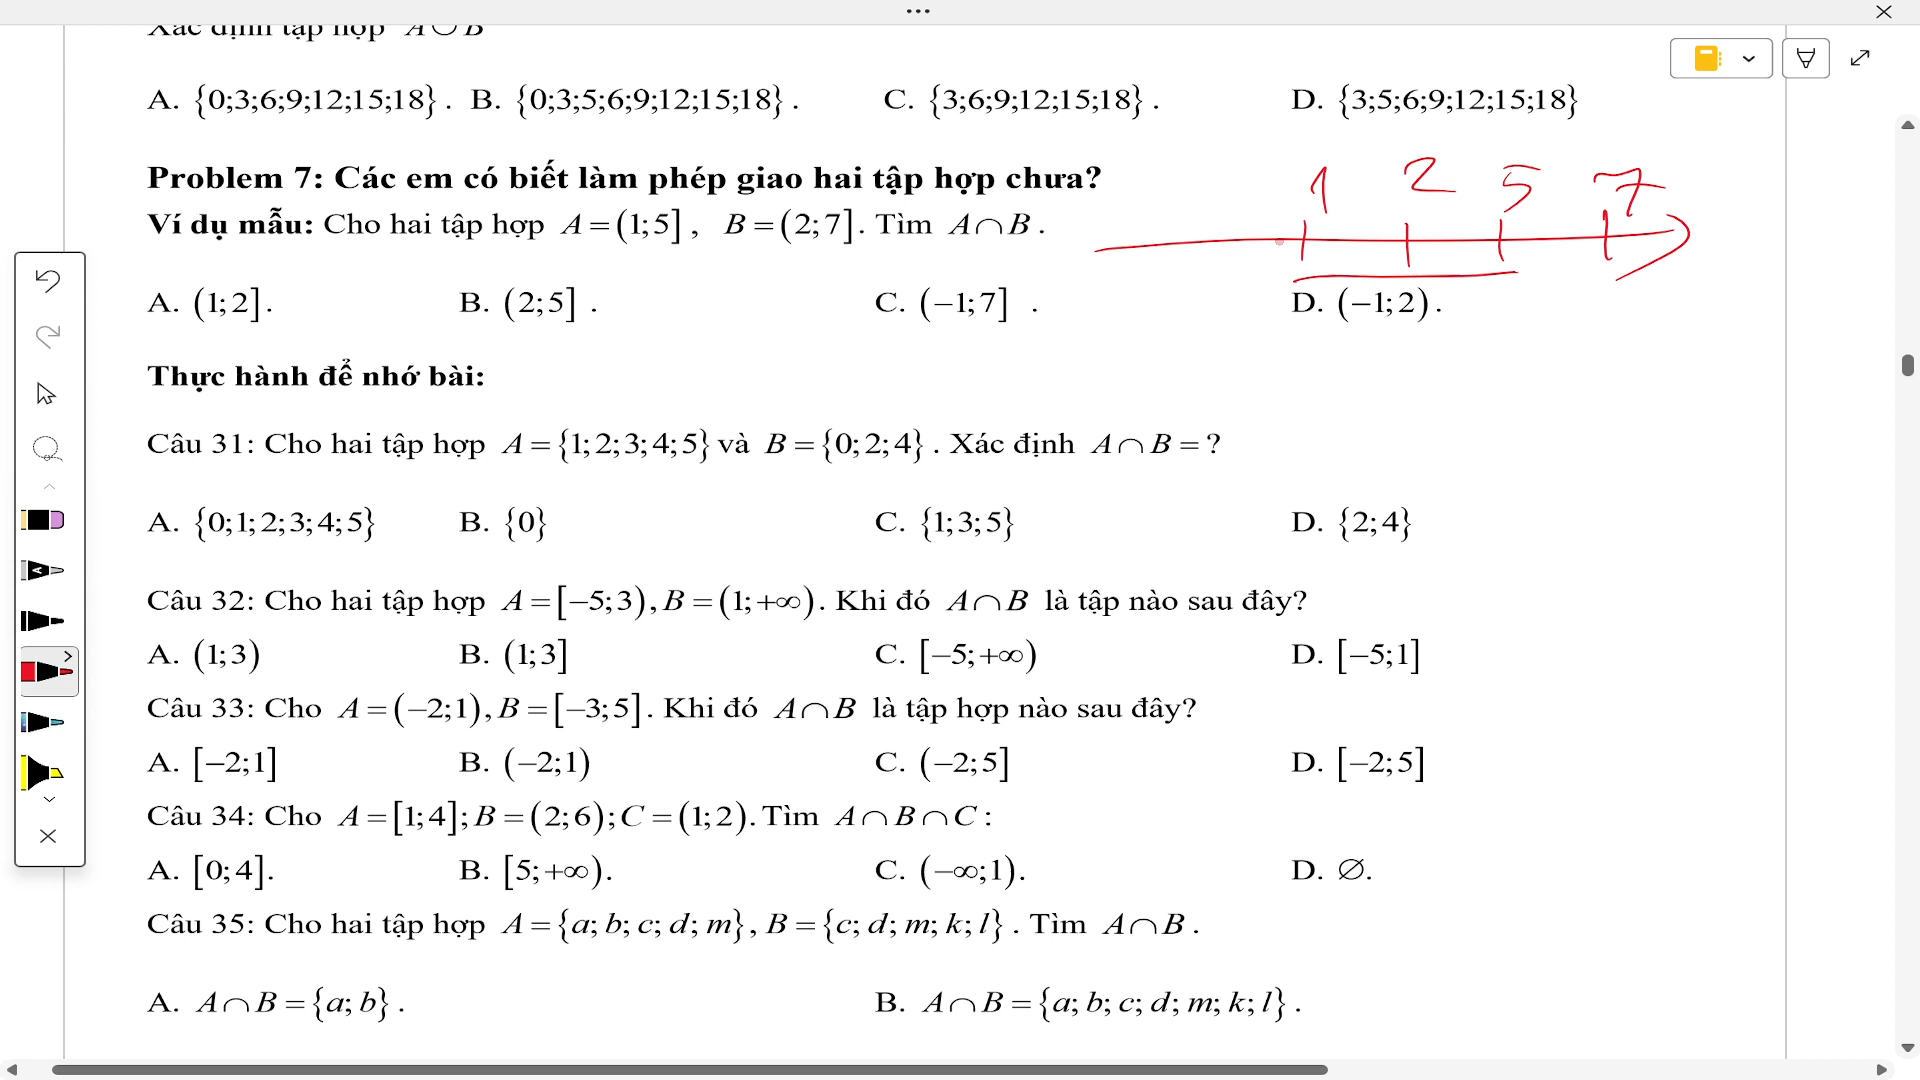 Xác định tập hợp A∪B
A. {0;3;6;9;12;15;18}. B. {0;3;5;6;9;12;15;18}. C. {3;6;9;12;15;18}. D. {3;5;6;9;12;15;18}
Problem 7: Các em có biết làm phép giao hai tập hợp chưa?
1 2 5 7
Ví dụ mẫu: Cho hai tập hợp A=(1;5], B=(2;7]. Tìm A∩B.
A. (1;2]. B. (2;5] . C. (−1;7] . D. (−1;2).
Thực hành để nhớ bài:
Câu 31: Cho hai tập hợp A={1;2;3;4;5} và B={0;2;4}. Xác định A∩B=?
A. {0;1;2;3;4;5} B. {0} C. {1;3;5} D. {2;4}
Câu 32: Cho hai tập hợp A=[−5;3),B=(1;+∞). Khi đó A∩B là tập nào sau đây?
A. (1;3) B. (1;3] C. [−5;+∞) D. [−5;1]
Câu 33: Cho A=(−2;1),B=[−3;5]. Khi đó A∩B là tập hợp nào sau đây?
A. [−2;1] B. (−2;1) C. (−2;5] D. [−2;5]
Câu 34: Cho A=[1;4];B=(2;6);C=(1;2). Tìm A∩B∩C:
A. [0;4]. B. [5;+∞). C. (−∞;1). D. ∅.
Câu 35: Cho hai tập hợp A={a;b;c;d;m}, B={c;d;m;k;l}. Tìm A∩B.
A. A∩B={a;b}. B. A∩B={a;b;c;d;m;k;l}.